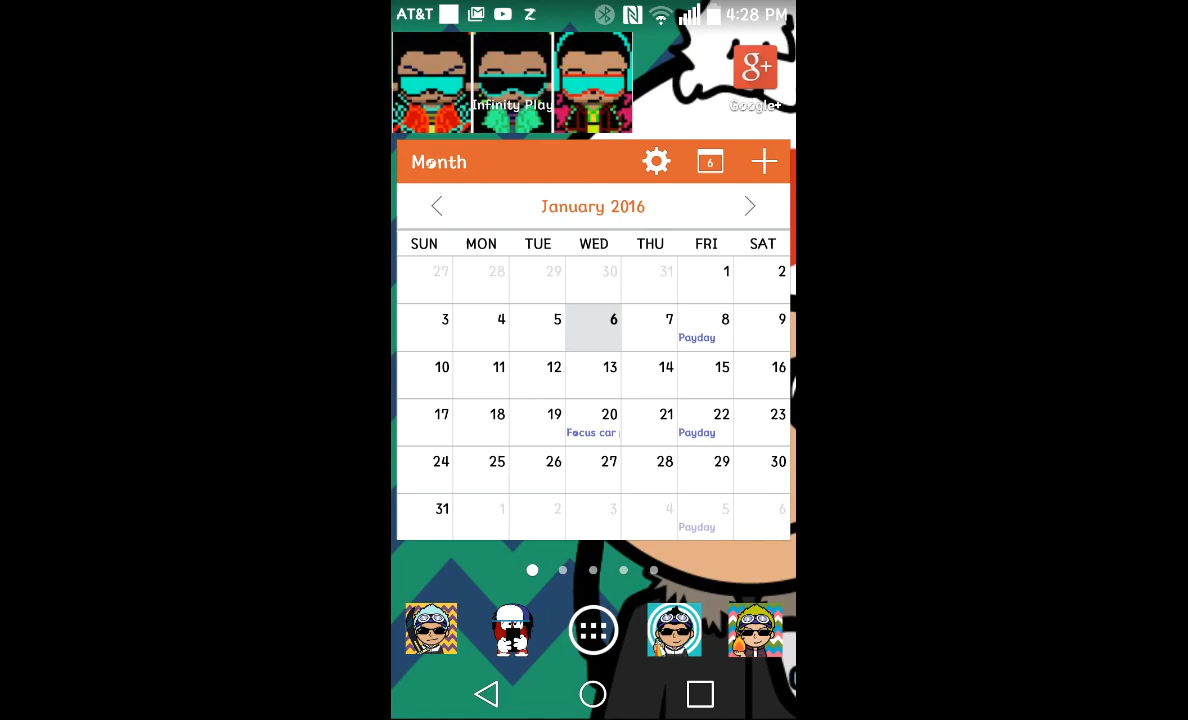 AT&T Z 4:28 PM
Infinity Play
g+
Google+
Month 6
January 2016
SUN MON TUE WED THU FRI SAT
27 28 29 30 31 1 2
3 4 5 6 7 8 9
Payday
10 11 12 13 14 15 16
17 18 19 20 21 22 23
Focus car Payday
24 25 26 27 28 29 30
31 1 2 3 4 5 6
Payday